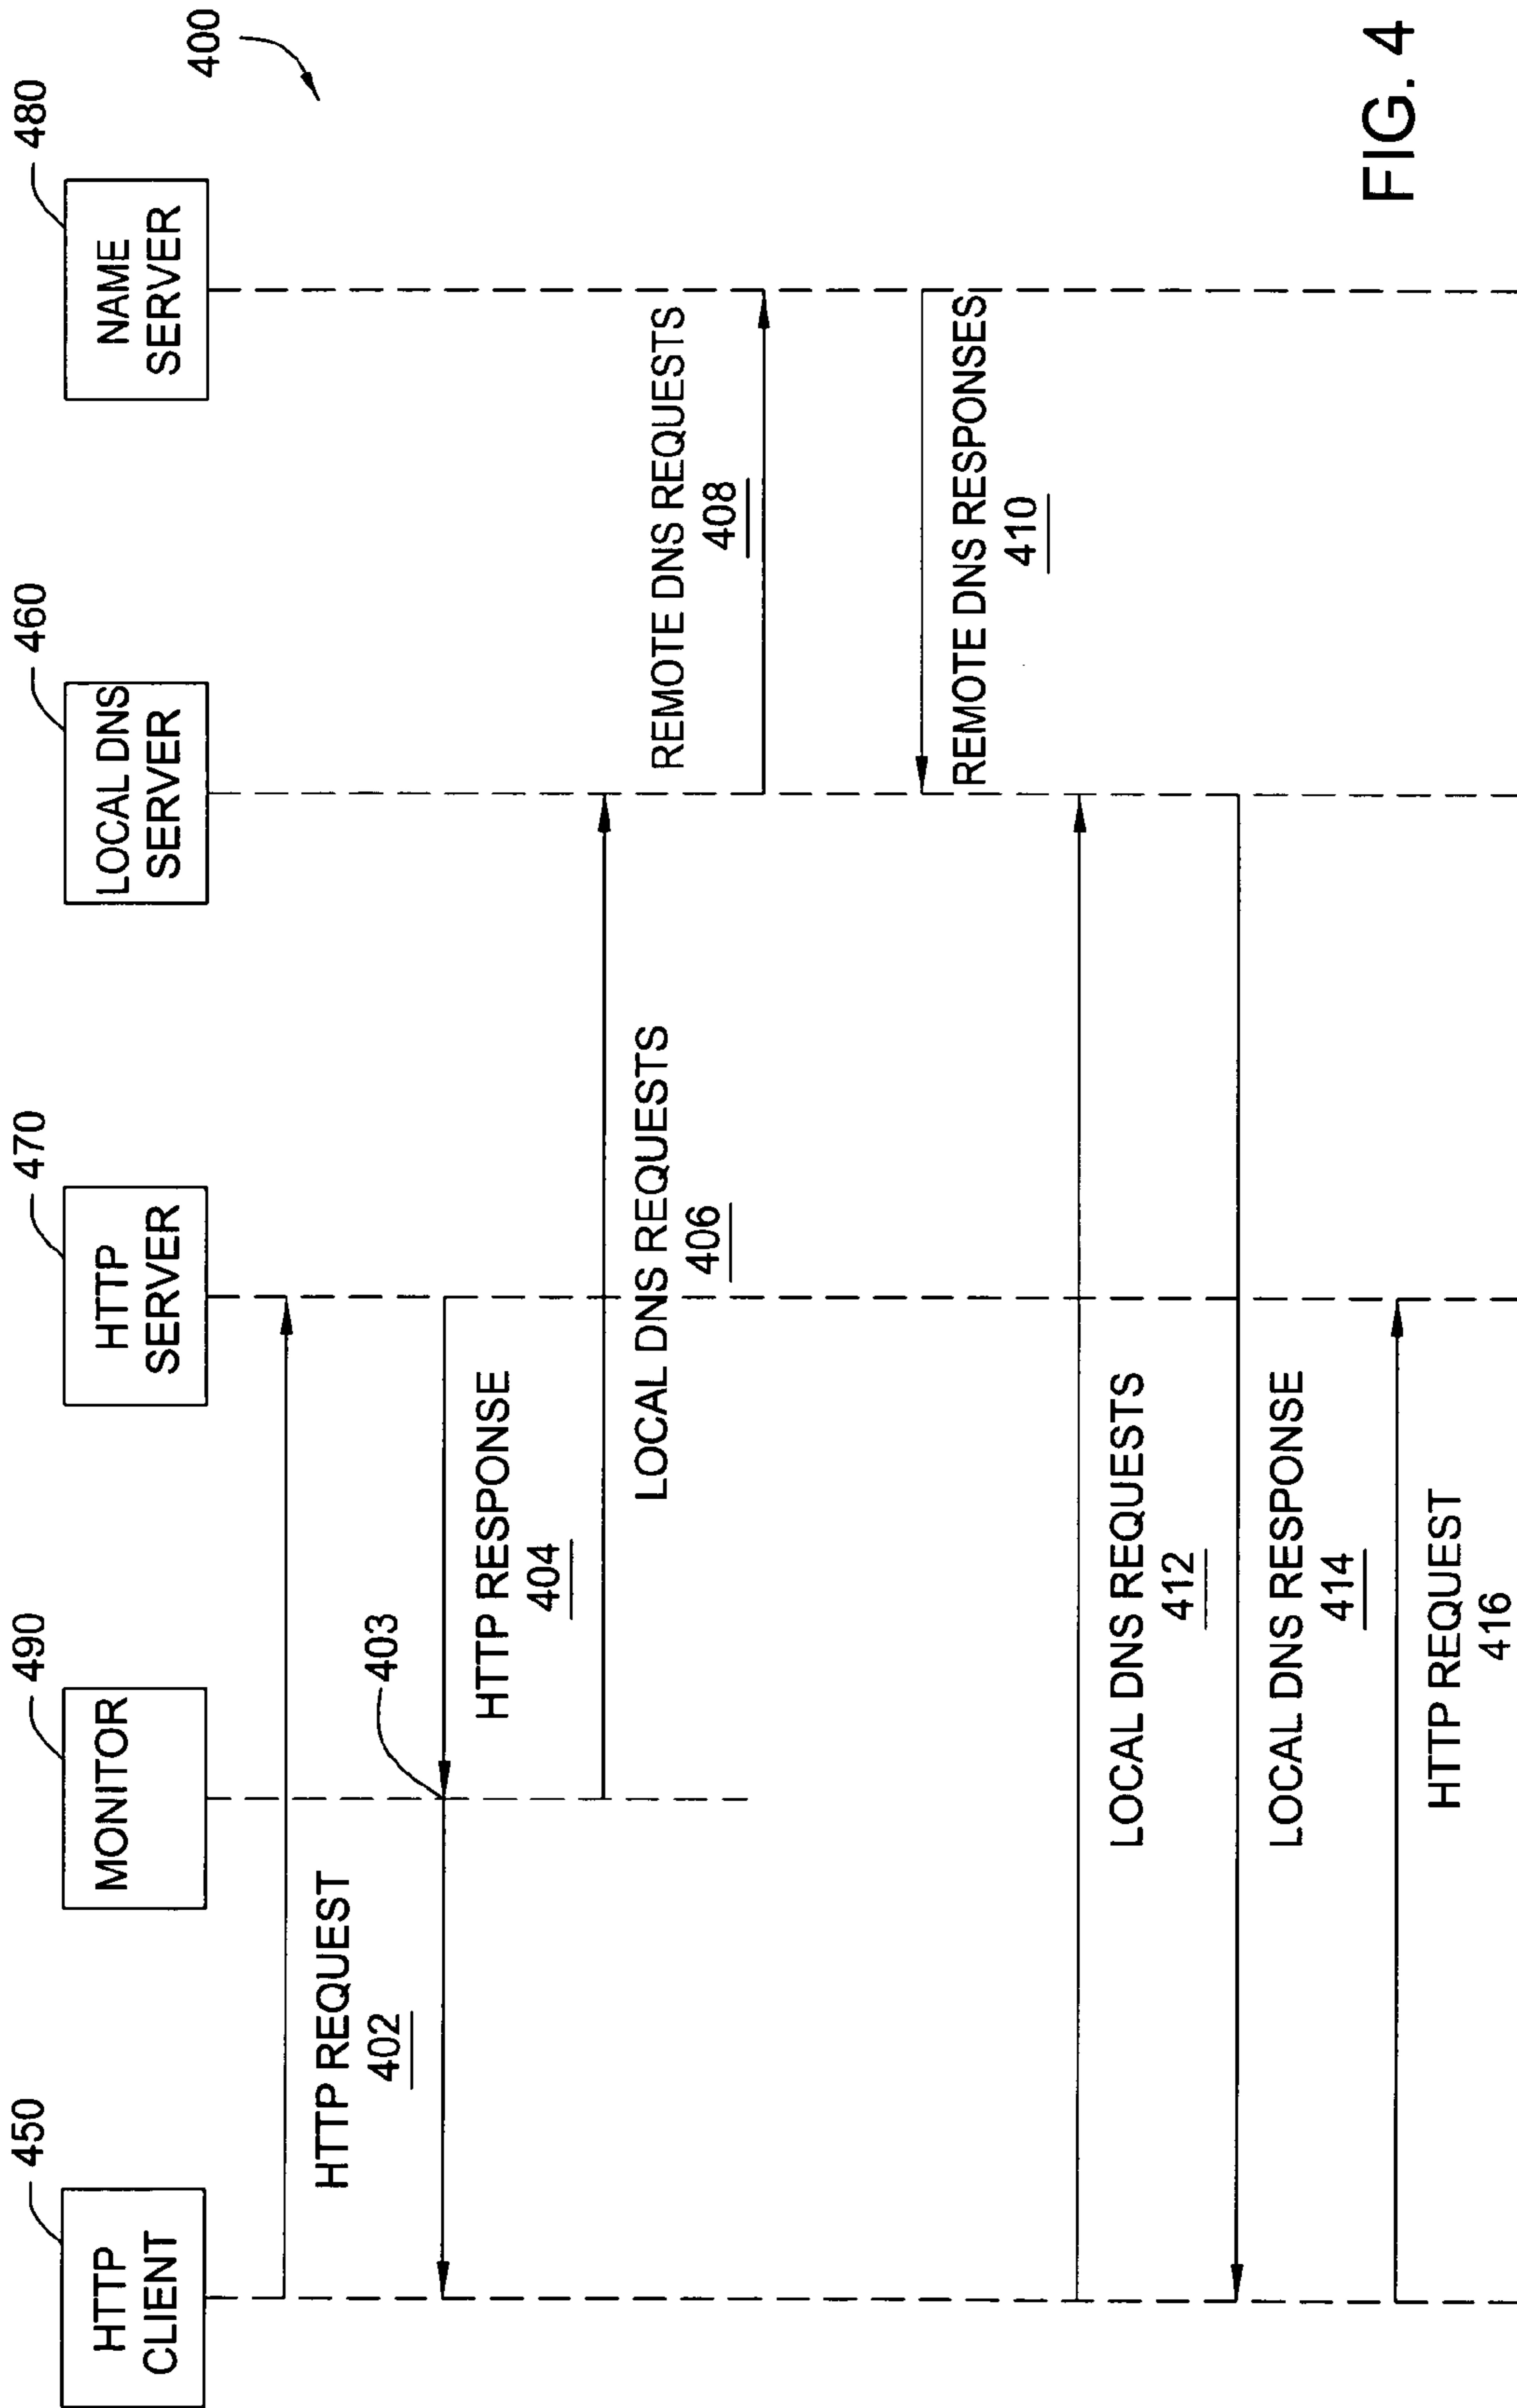 400
450
490
470
460
480
HTTP
CLIENT
MONITOR
HTTP
SERVER
LOCAL DNS
SERVER
NAME
SERVER
HTTP REQUEST
402
403
HTTP RESPONSE
404
LOCAL DNS REQUESTS
406
REMOTE DNS REQUESTS
408
REMOTE DNS RESPONSES
410
LOCAL DNS REQUESTS
412
LOCAL DNS RESPONSE
414
HTTP REQUEST
416
FIG. 4